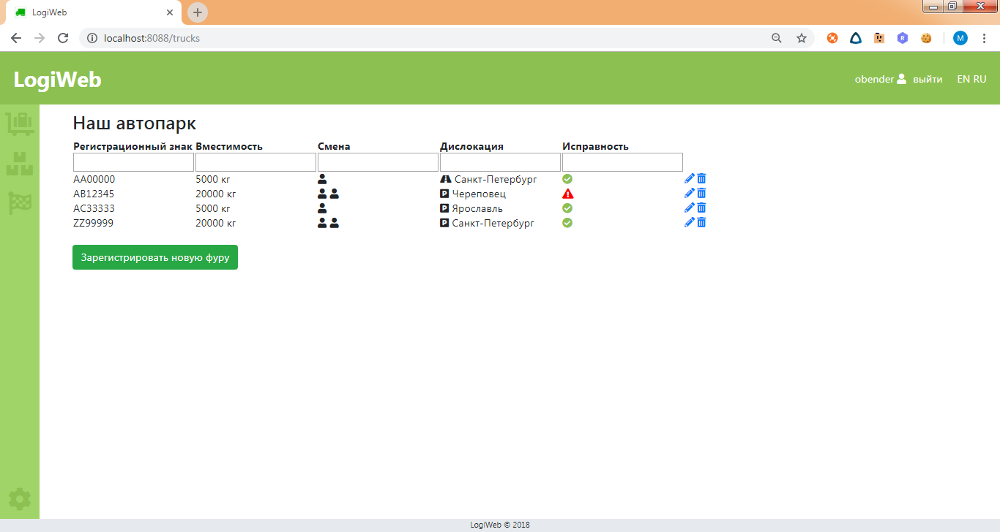 LogiWeb
localhost:8088/trucks
M
LogiWeb
obender выйти EN RU
Наш автопарк
Регистрационный знак Вместимость Смена Дислокация Исправность
AA00000 5000 кг Санкт-Петербург
AB12345 20000 кг P Череповец
AC33333 5000 кг P Ярославль
ZZ99999 20000 кг P Санкт-Петербург
Зарегистрировать новую фуру
LogiWeb © 2018